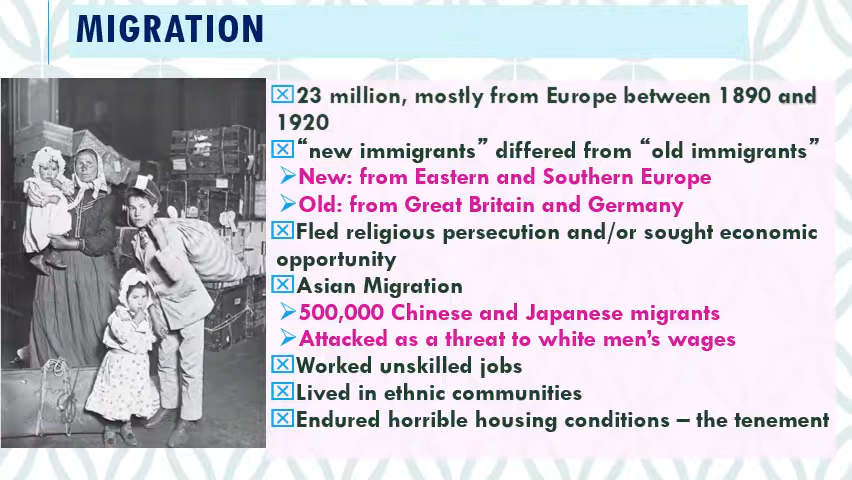 MIGRATION
23 million, mostly from Europe between 1890 and
1920
“new immigrants” differed from “old immigrants”
New: from Eastern and Southern Europe
Old: from Great Britain and Germany
Fled religious persecution and/or sought economic
opportunity
Asian Migration
500,000 Chinese and Japanese migrants
Attacked as a threat to white men’s wages
Worked unskilled jobs
Lived in ethnic communities
Endured horrible housing conditions – the tenement